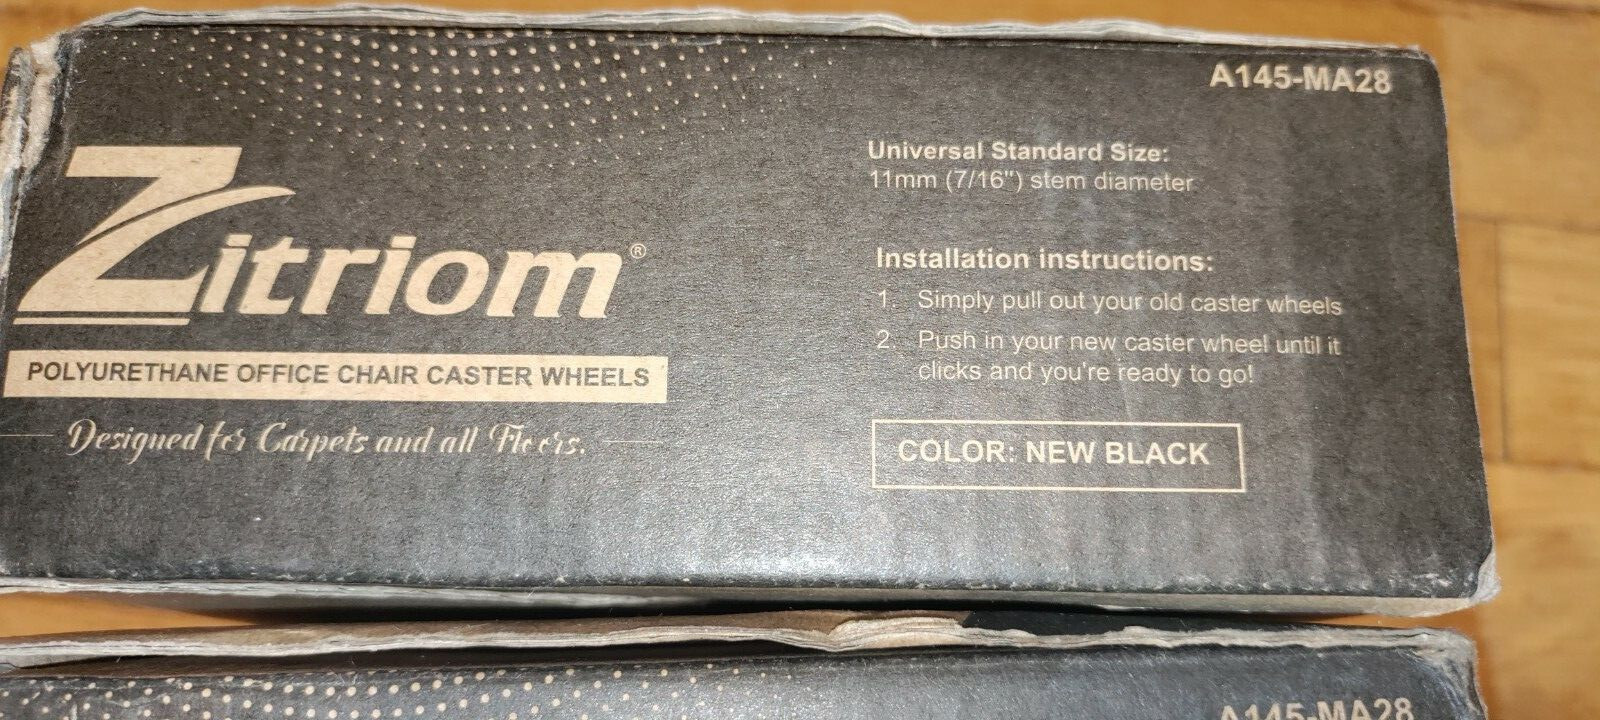 A145-MA28
Zitriom®
POLYURETHANE OFFICE CHAIR CASTER WHEELS
Designed for Carpets and all Floors.
Universal Standard Size:
11mm (7/16") stem diameter
Installation instructions:
1. Simply pull out your old caster wheels
2. Push in your new caster wheel until it
clicks and you're ready to go!
COLOR: NEW BLACK
A145-MA28